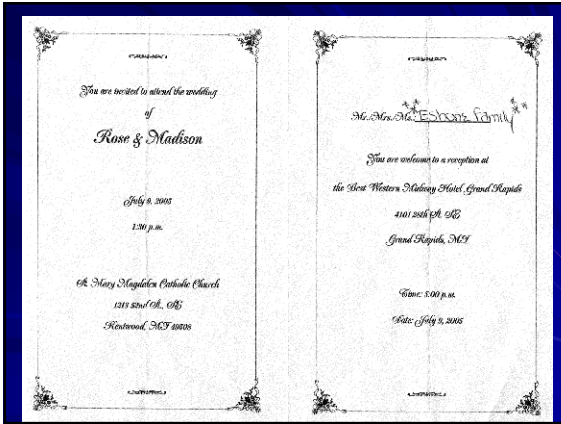 You are invited to attend the wedding
of
Rose & Madison
July 9, 2005
1:30 p.m.
St. Mary Magdalen Catholic Church
1213 52nd St., SE
Kentwood, MI 49508
Mr./Mrs./Ms. Eshone family
You are welcome to a reception at
the Best Western Midway Hotel, Grand Rapids
4101 28th St. SE
Grand Rapids, MI
Time: 5:00 p.m.
Date: July 9, 2005